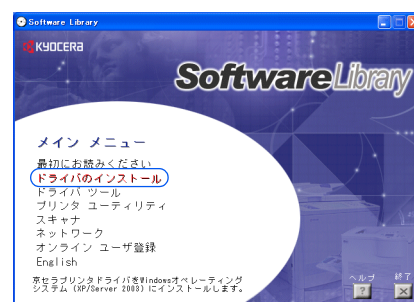 Software Library
KYOCERA
Software Library
メイン メニュー
最初にお読みください
ドライバのインストール
ドライバ ツール
プリンタ ユーティリティ
スキャナ
ネットワーク
オンライン ユーザ登録
English
京セラプリンタドライバをWindowsオペレーティング
システム (XP/Server 2003) にインストールします。
ヘルプ 終了
?